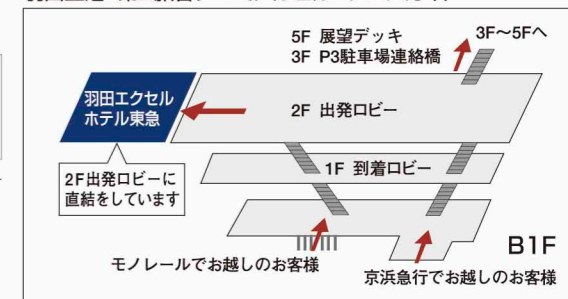 5F 展望デッキ
3F P3駐車場連絡橋
3F～5Fへ
羽田エクセル
ホテル東急
2F 出発ロビー
1F 到着ロビー
2F出発ロビーに
直結をしています
B1F
モノレールでお越しのお客様
京浜急行でお越しのお客様